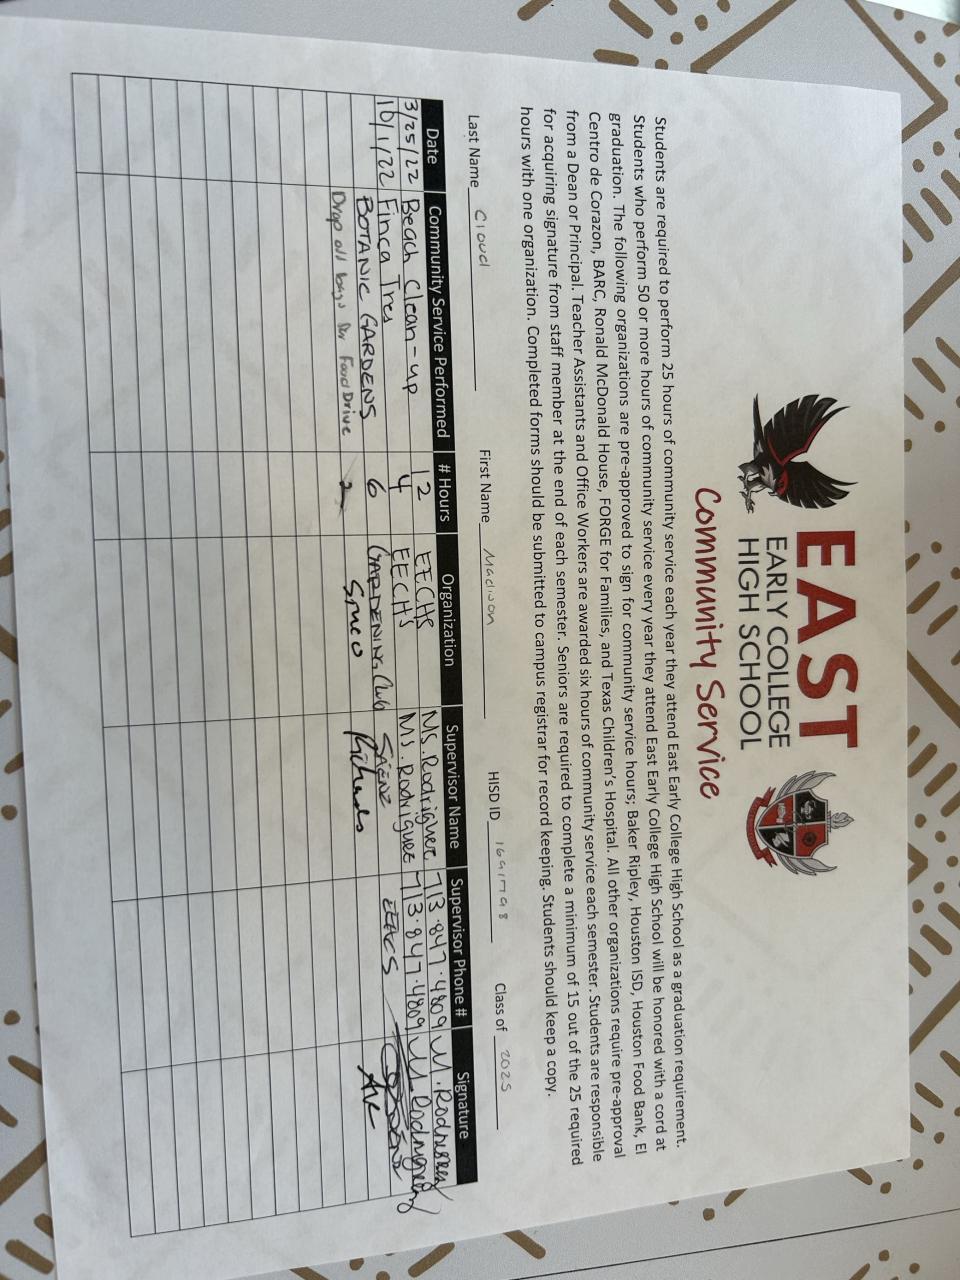 EAST
EARLY COLLEGE
HIGH SCHOOL
Community Service
Students are required to perform 25 hours of community service each year they attend East Early College High School as a graduation requirement.
Students who perform 50 or more hours of community service every year they attend East Early College High School will be honored with a cord at
graduation. The following organizations are pre-approved to sign for community service hours; Baker Ripley, Houston ISD, Houston Food Bank, El
Centro de Corazon, BARC, Ronald McDonald House, FORGE for Families, and Texas Children's Hospital. All other organizations require pre-approval
from a Dean or Principal. Teacher Assistants and Office Workers are awarded six hours of community service each semester. Students are responsible
for acquiring signature from staff member at the end of each semester. Seniors are required to complete a minimum of 15 out of the 25 required
hours with one organization. Completed forms should be submitted to campus registrar for record keeping. Students should keep a copy.
Last Name Cloud First Name Madison HISD ID 1691798 Class of 2025
Date Community Service Performed # Hours Organization Supervisor Name Supervisor Phone # Signature
3/25/22 Beach Clean-up 12 EECHS Ms. Rodriguez 713.847.4809 M. Rodriguez
10/1/22 Finca Tres 4 EECHS Ms. Rodriguez 713.847.4809 M. Rodriguez
BOTANIC GARDENS 6 GARDENING Club SAENZ
Drop off bags for Food Drive 2 Richards